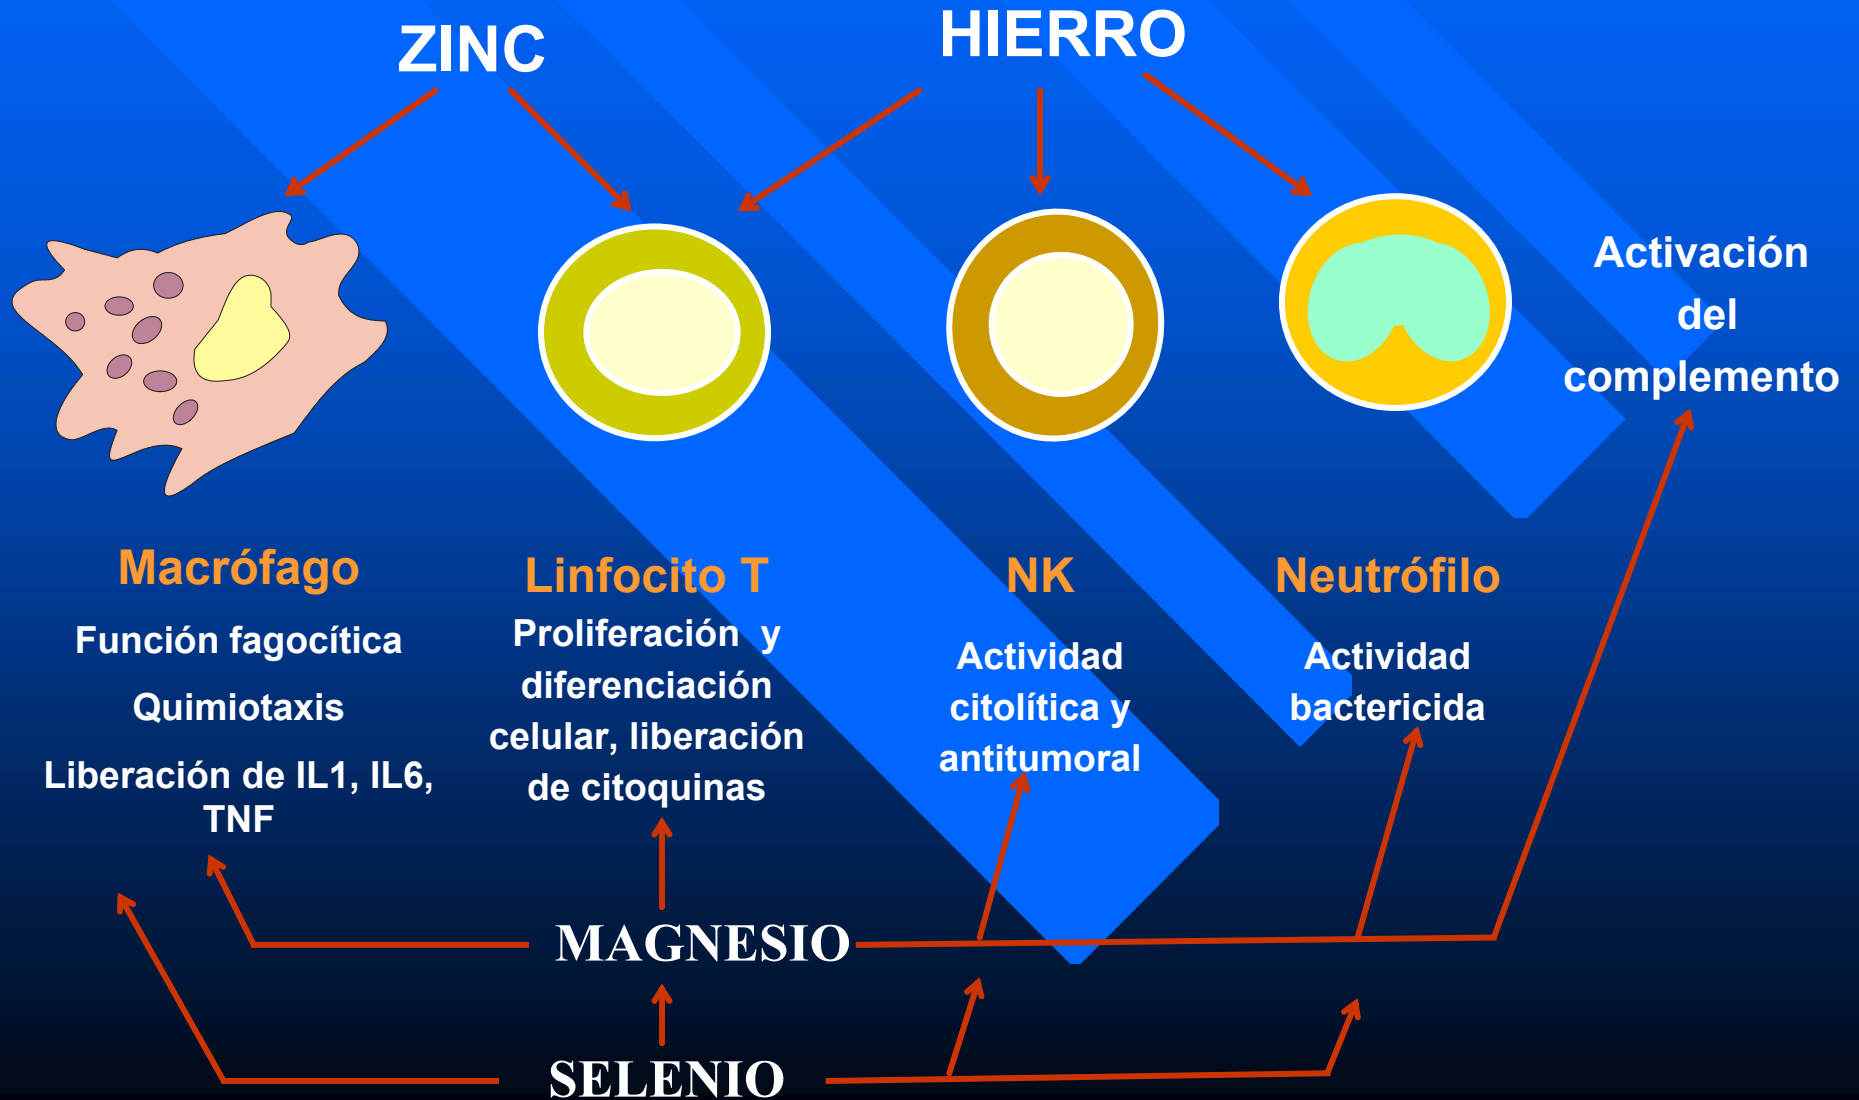 ZINC
HIERRO
Activación
del
complemento
Macrófago
Función fagocítica
Quimiotaxis
Liberación de IL1, IL6,
TNF
Linfocito T
Proliferación y
diferenciación
celular, liberación
de citoquinas
NK
Actividad
citolítica y
antitumoral
Neutrófilo
Actividad
bactericida
MAGNESIO
SELENIO